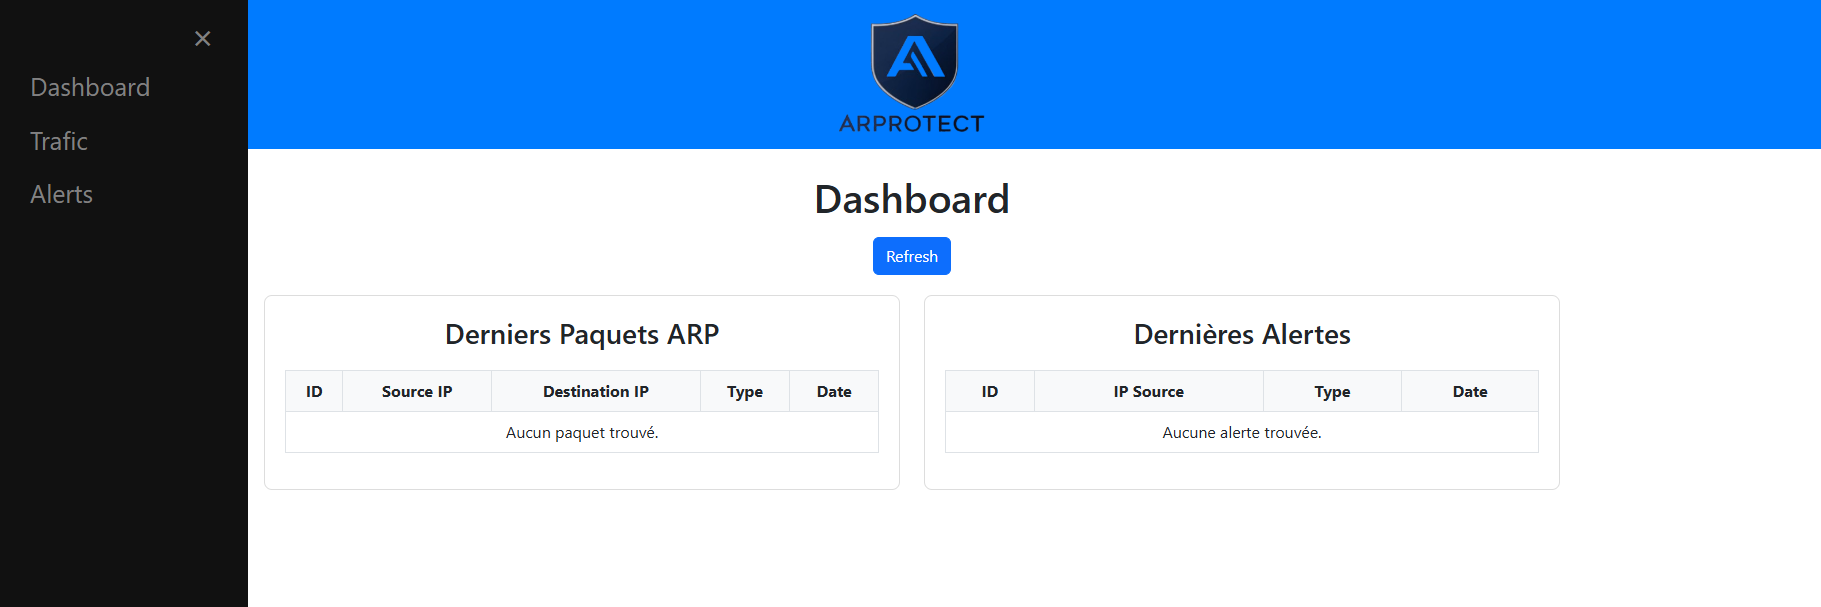 ×
Dashboard
Trafic
Alerts
ARPROTECT
Dashboard
Refresh
Derniers Paquets ARP
ID Source IP Destination IP Type Date
Aucun paquet trouvé.
Dernières Alertes
ID IP Source Type Date
Aucune alerte trouvée.